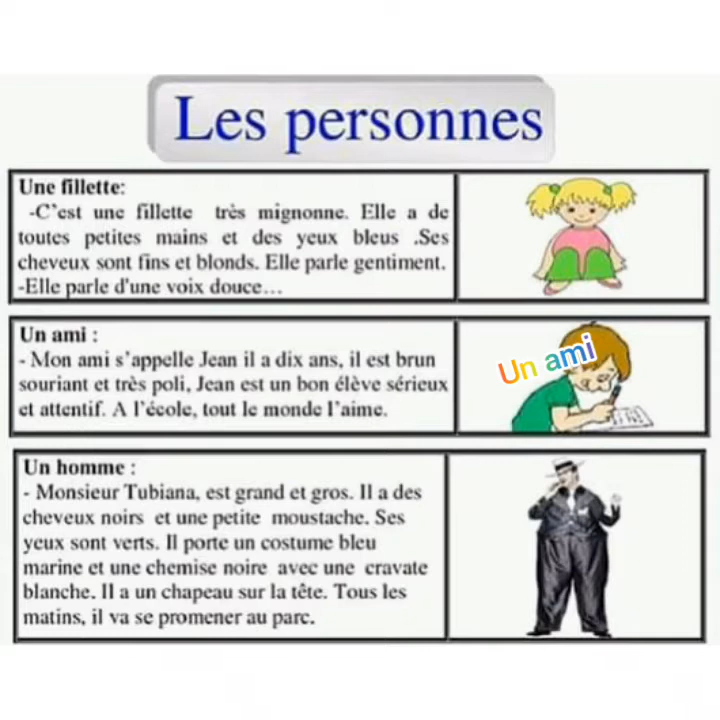 Les personnes
Une fillette:
-C'est une fillette très mignonne. Elle a de
toutes petites mains et des yeux bleus .Ses
cheveux sont fins et blonds. Elle parle gentiment.
-Elle parle d'une voix douce...
Un ami :
- Mon ami s'appelle Jean il a dix ans, il est brun
souriant et très poli, Jean est un bon élève sérieux
et attentif. A l'école, tout le monde l'aime.
Un ami
Un homme :
- Monsieur Tubiana, est grand et gros. Il a des
cheveux noirs et une petite moustache. Ses
yeux sont verts. Il porte un costume bleu
marine et une chemise noire avec une cravate
blanche. Il a un chapeau sur la tête. Tous les
matins, il va se promener au parc.